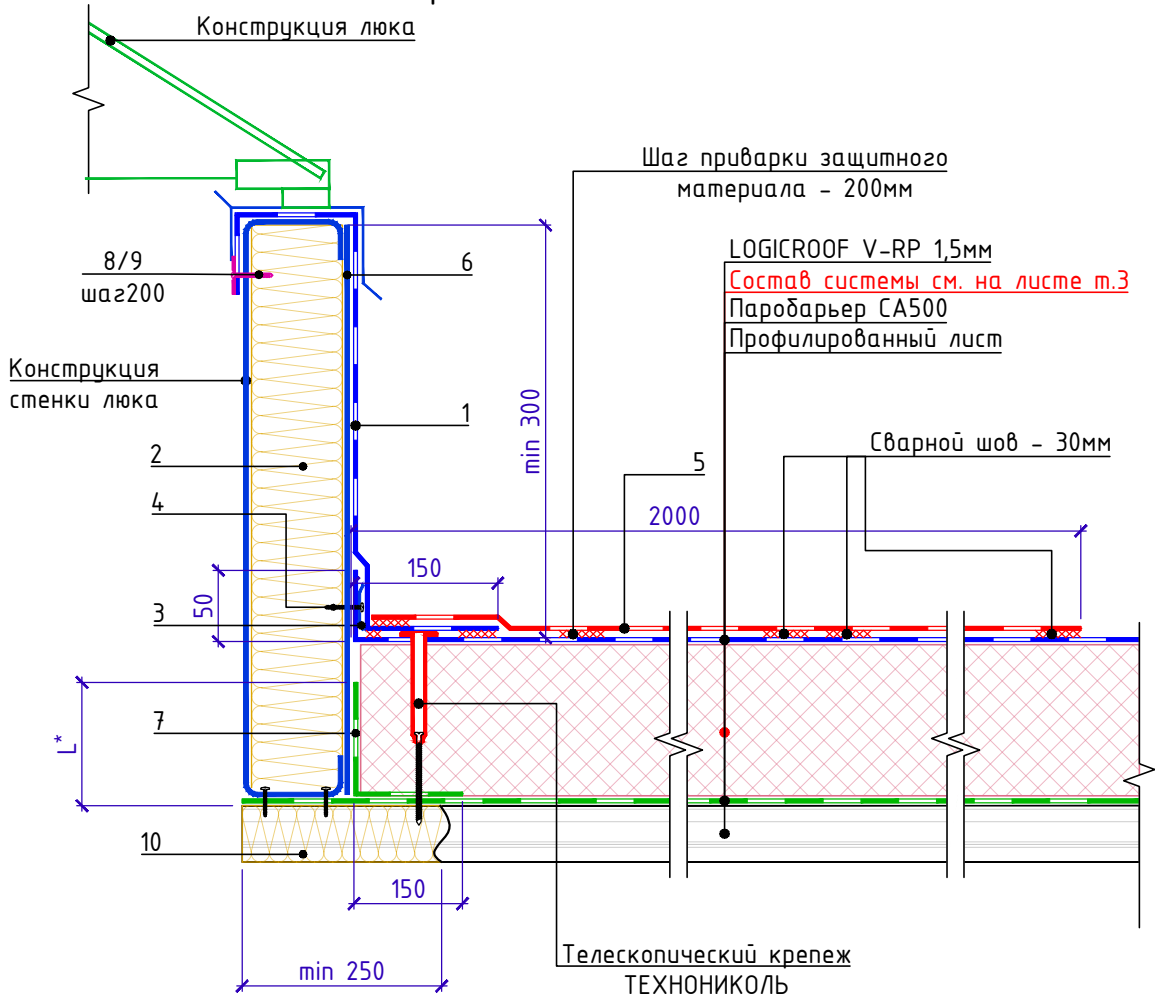 Конструкция люка
Шаг приварки защитного
материала - 200мм
8/9
шаг200
6
LOGICROOF V-RP 1,5мм
Состав системы см. на листе т.3
Паробарьер СА500
Профилированный лист
Конструкция
стенки люка
min 300
1
2
Сварной шов - 30мм
5
4
2000
150
50
3
L*
7
10
150
min 250
Телескопический крепеж
ТЕХНОНИКОЛЬ